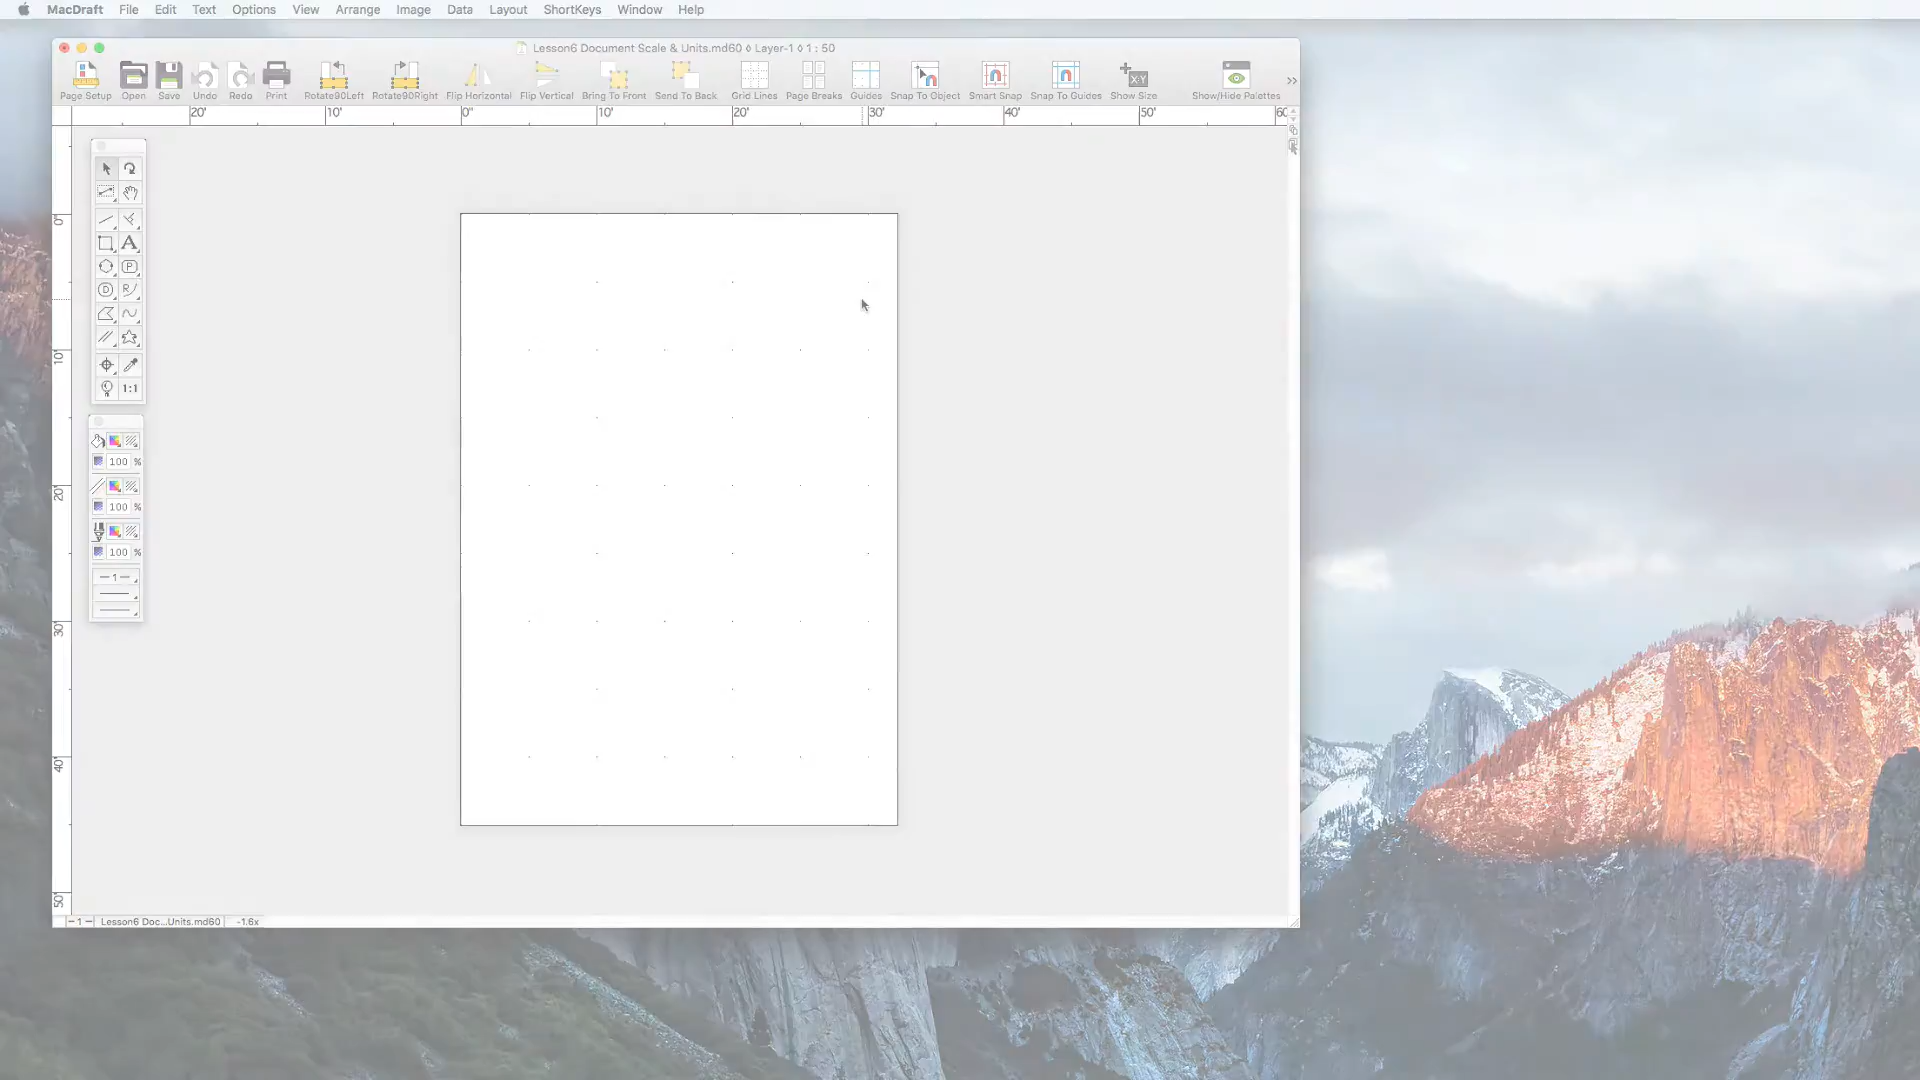 MacDraft File Edit Text Options View Arrange Image Data Layout ShortKeys Window Help
Lesson6 Document Scale & Units.md60 ◊ Layer-1 ◊ 1 : 50
Page Setup Open Save Undo Redo Print Rotate90Left Rotate90Right Flip Horizontal Flip Vertical Bring To Front Send To Back Grid Lines Page Breaks Guides Snap To Object Smart Snap Snap To Guides Show Size Show/Hide Palettes
20' 10' 0" 10' 20' 30' 40' 50' 60
0"
10'
20'
30'
40'
50'
A
P
D
1:1
100 %
100 %
100 %
1
1 Lesson6 Doc...Units.md60 -1.6x
X-Y